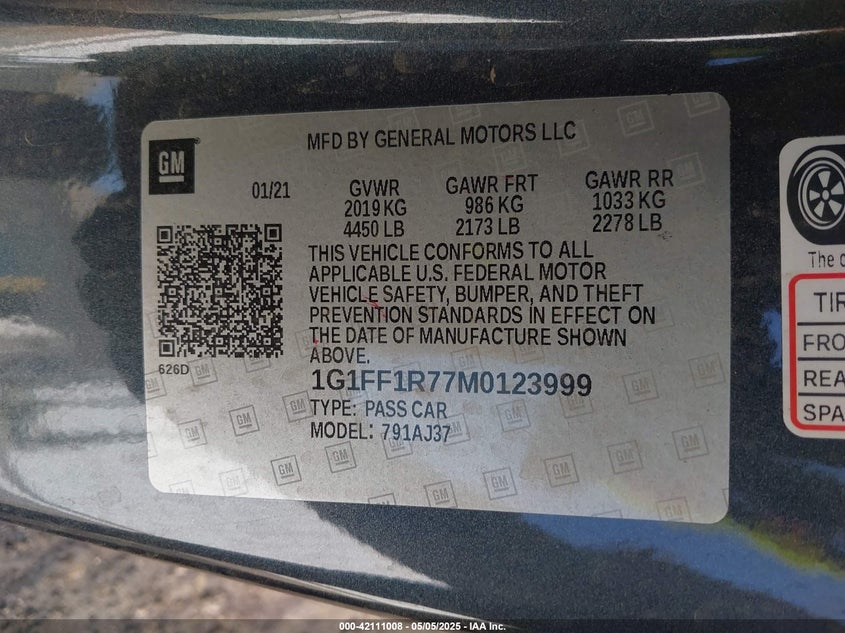 GM
MFD BY GENERAL MOTORS LLC
01/21
GVWR GAWR FRT GAWR RR
2019 KG 986 KG 1033 KG
4450 LB 2173 LB 2278 LB
THIS VEHICLE CONFORMS TO ALL
APPLICABLE U.S. FEDERAL MOTOR
VEHICLE SAFETY, BUMPER, AND THEFT
PREVENTION STANDARDS IN EFFECT ON
THE DATE OF MANUFACTURE SHOWN
ABOVE.
626D
1G1FF1R77M0123999
TYPE: PASS CAR
MODEL: 791AJ37
The
TIR
FRO
REA
SPA
000-42111008 - 05/05/2025 - IAA Inc.